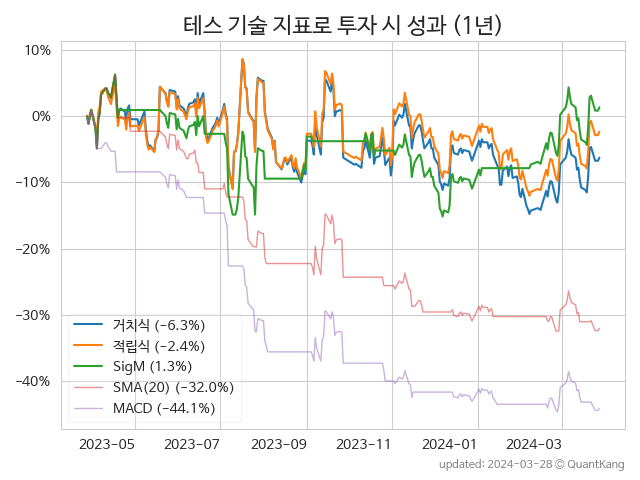 테스 기술 지표로 투자 시 성과 (1년)
10%
0%
−10%
−20%
−30%
−40%
거치식 (−6.3%)
적립식 (−2.4%)
SigM (1.3%)
SMA(20) (−32.0%)
MACD (−44.1%)
2023-05
2023-07
2023-09
2023-11
2024-01
2024-03
updated: 2024-03-28 © QuantKang